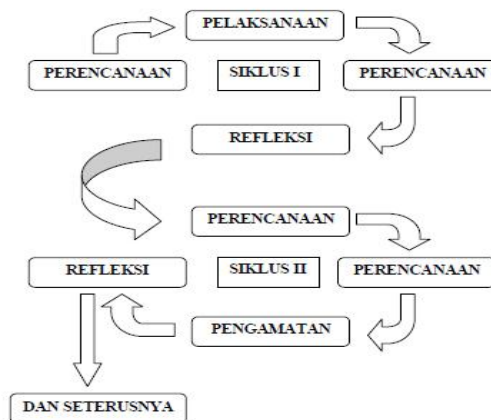 PELAKSANAAN
PERENCANAAN
SIKLUS I
PERENCANAAN
REFLEKSI
PERENCANAAN
REFLEKSI
SIKLUS II
PERENCANAAN
PENGAMATAN
DAN SETERUSNYA